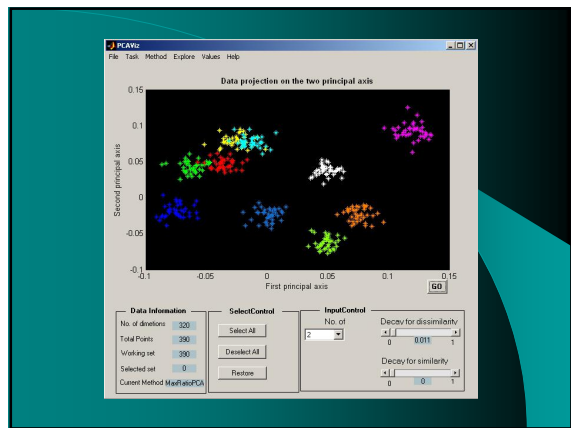 PCAViz
File Task Method Explore Values Help
Data projection on the two principal axis
0.15
0.1
0.05
0
-0.05
-0.1
Second principal axis
-0.1 -0.05 0 0.05 0.1 0.15
First principal axis
GO
Data Information
No. of dimetions 320
Total Points 390
Working set 390
Selected set 0
Current Method MaxRatioPCA
SelectControl
Select All
Deselect All
Restore
InputControl
No. of
2
Decay for dissimilarity
0 0.011 1
Decay for similarity
0 0 1